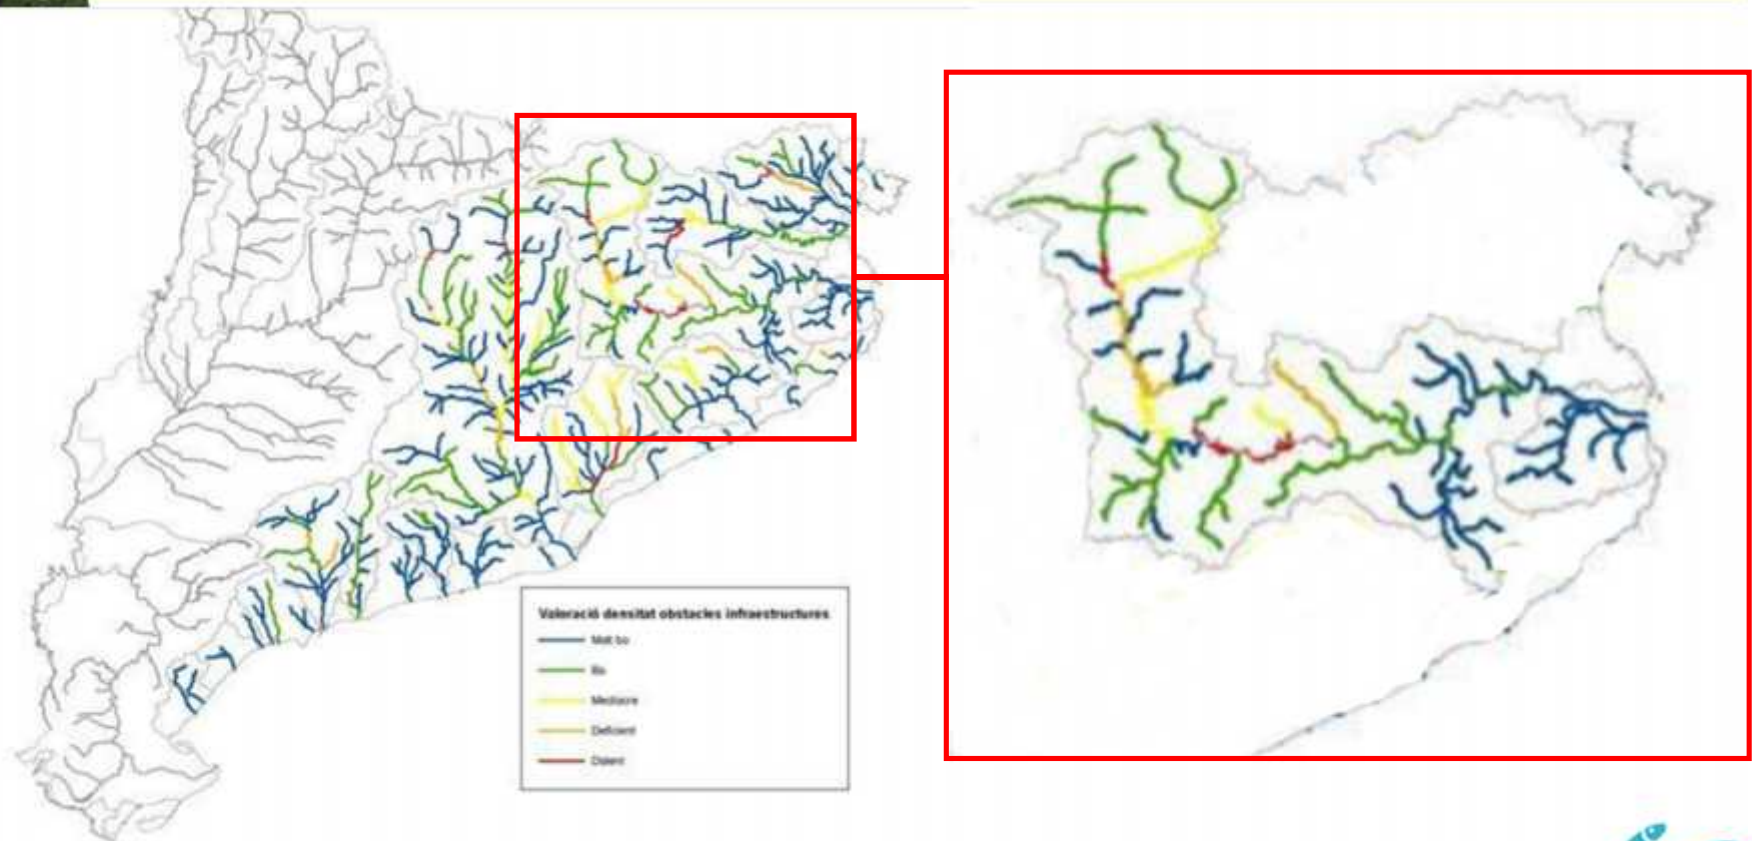 Valoració densitat obstacles infraestructures
Molt bo
Bo
Mediocre
Deficient
Dolent